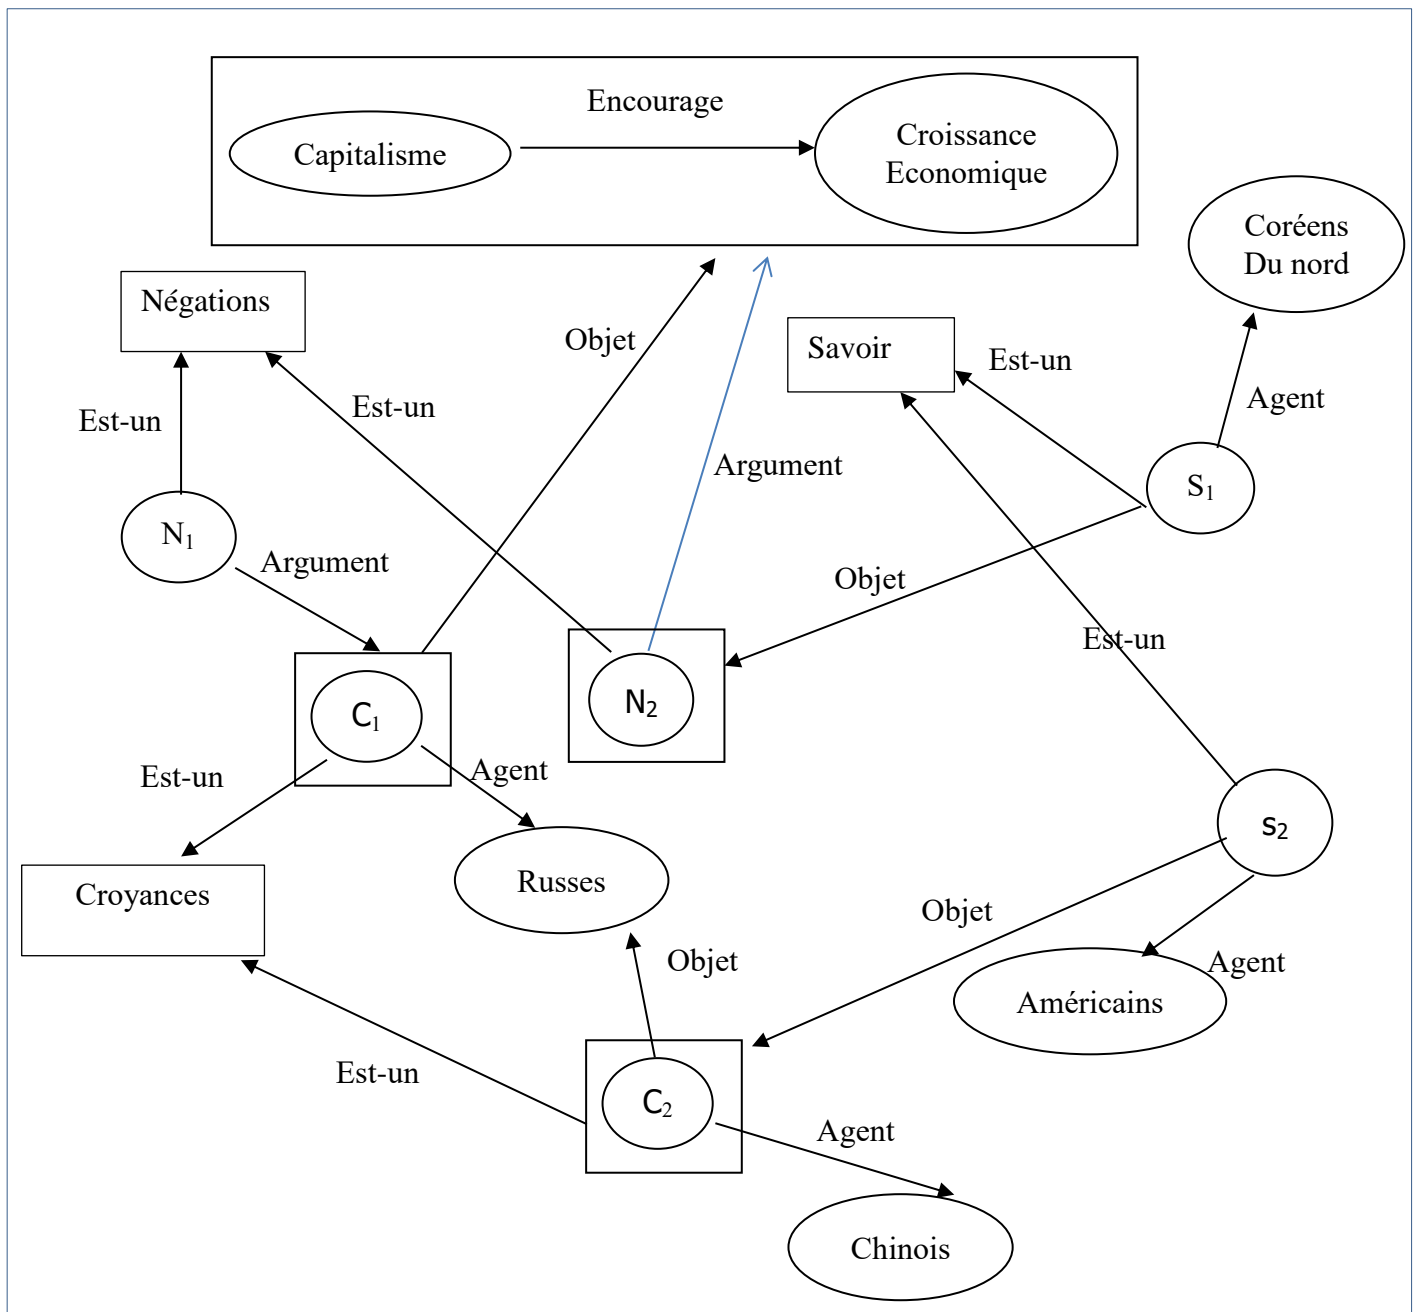 Encourage
Capitalisme
Croissance
Economique
Coréens
Du nord
Négations
Objet
Savoir
Est-un
Agent
Est-un
Est-un
Argument
S₁
N₁
Argument
Objet
Est-un
C₁
N₂
Est-un
Agent
s₂
Croyances
Russes
Objet
Objet
Agent
Américains
Est-un
C₂
Agent
Chinois